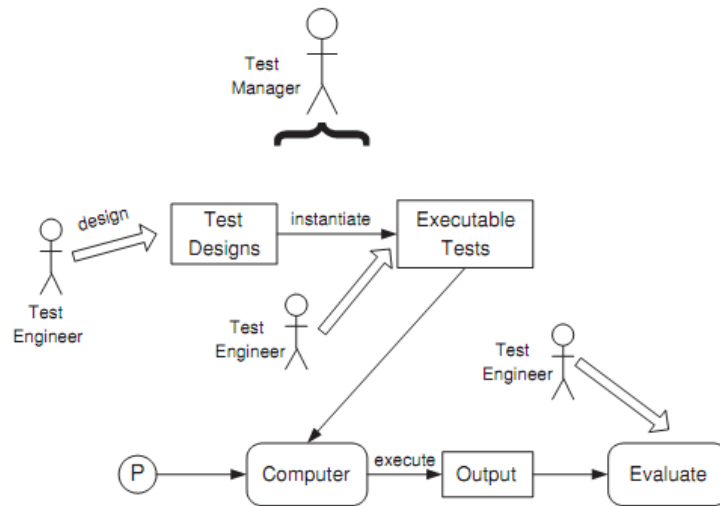 Test
Manager
design
Test
Designs
instantiate
Executable
Tests
Test
Engineer
Test
Engineer
Test
Engineer
P
Computer
execute
Output
Evaluate